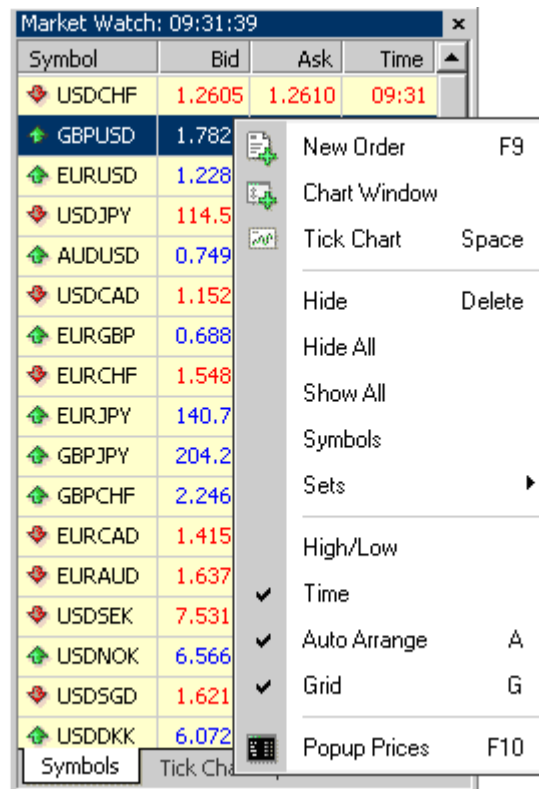 Market Watch: 09:31:39
Symbol Bid Ask Time
USDCHF 1.2605 1.2610 09:31
GBPUSD 1.782
EURUSD 1.228
USDJPY 114.5
AUDUSD 0.749
USDCAD 1.152
EURGBP 0.688
EURCHF 1.548
EURJPY 140.7
GBPJPY 204.2
GBPCHF 2.246
EURCAD 1.415
EURAUD 1.637
USDSEK 7.531
USDNOK 6.566
USDSGD 1.621
USDDKK 6.072
Symbols Tick Cha
New Order F9
Chart Window
Tick Chart Space
Hide Delete
Hide All
Show All
Symbols
Sets
High/Low
Time
Auto Arrange A
Grid G
Popup Prices F10